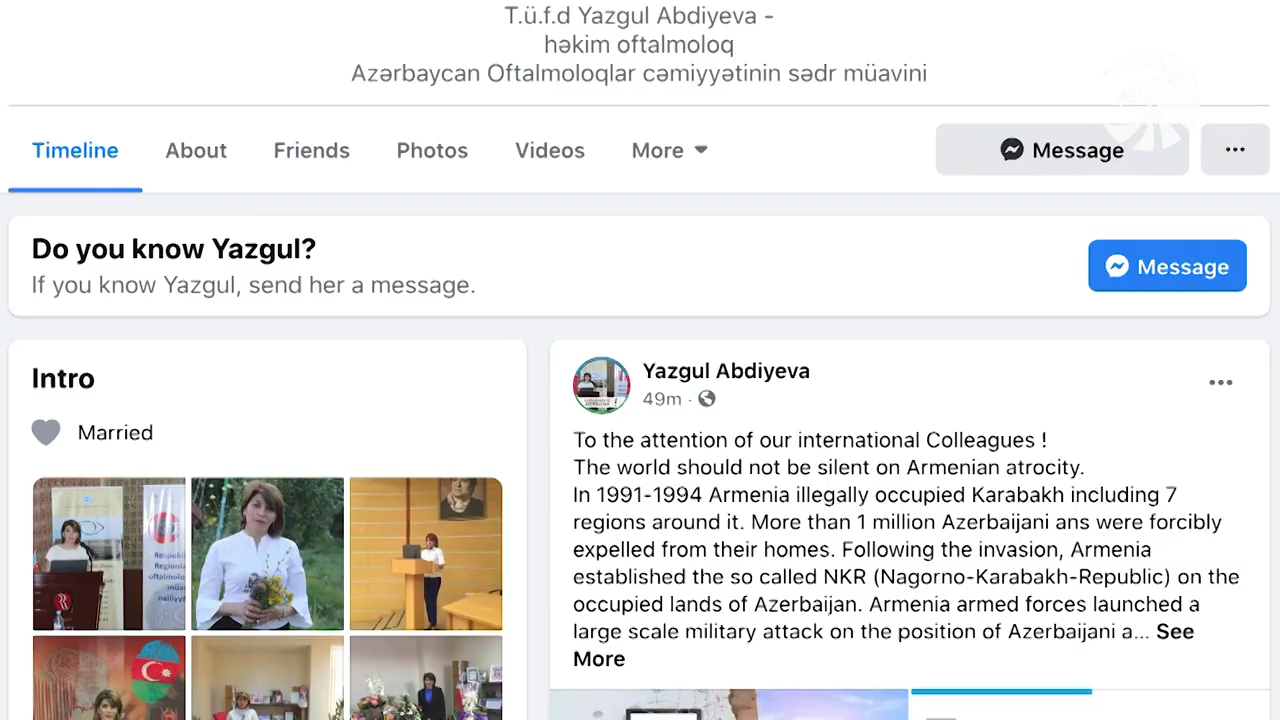 T.ü.f.d Yazgul Abdiyeva -
həkim oftalmoloq
Azərbaycan Oftalmoloqlar cəmiyyətinin sədr müavini
Timeline
About
Friends
Photos
Videos
More
Message
Do you know Yazgul?
If you know Yazgul, send her a message.
Message
Intro
Married
Respubl
Regionla
oftalmolo
Yazgul Abdiyeva
49m ·
To the attention of our international Colleagues !
The world should not be silent on Armenian atrocity.
In 1991-1994 Armenia illegally occupied Karabakh including 7
regions around it. More than 1 million Azerbaijani ans were forcibly
expelled from their homes. Following the invasion, Armenia
established the so called NKR (Nagorno-Karabakh-Republic) on the
occupied lands of Azerbaijan. Armenia armed forces launched a
large scale military attack on the position of Azerbaijani a... See
More